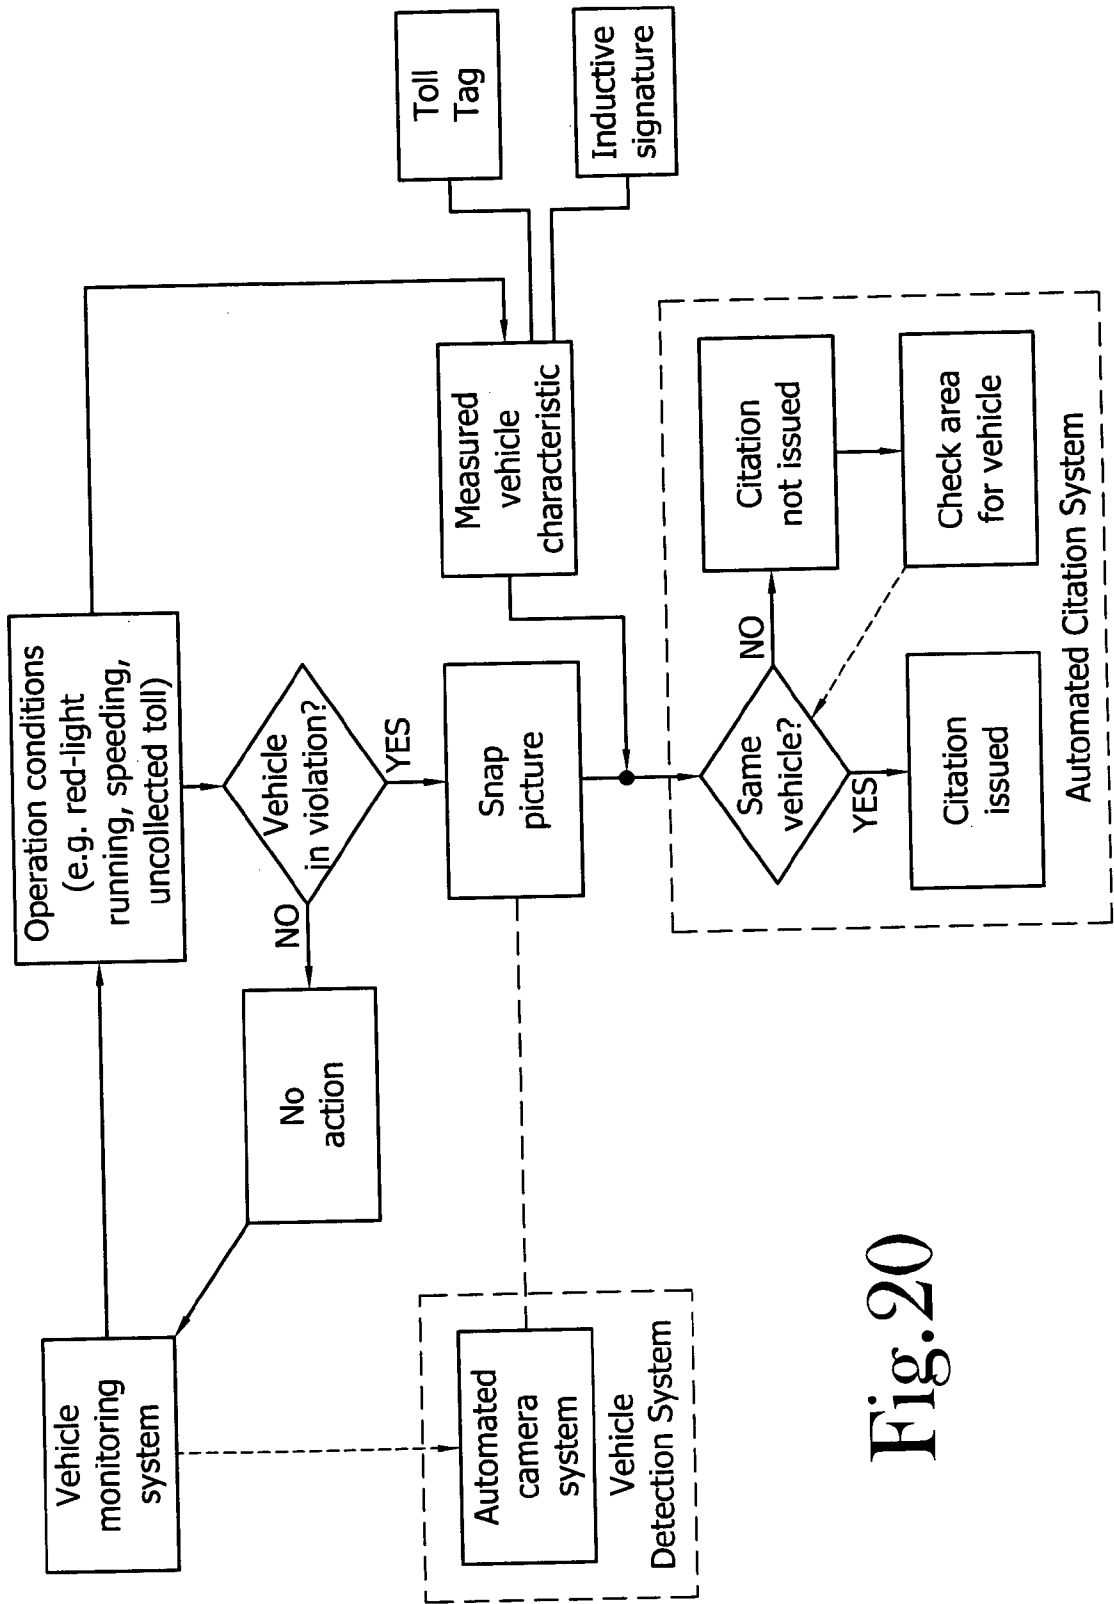 Vehicle
monitoring
system
Operation conditions
(e.g. red-light
running, speeding,
uncollected toll)
No
action
NO
Vehicle
in violation?
YES
Automated
camera
system
Vehicle
Detection System
Snap
picture
Measured
vehicle
characteristic
Toll
Tag
Inductive
signature
Same
vehicle?
NO
YES
Citation
not issued
Citation
issued
Check area
for vehicle
Automated Citation System
Fig.20